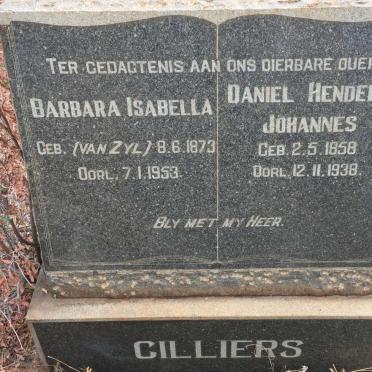 TER GEDAGTENIS AAN ONS DIERBARE OUER
BARBARA ISABELLA
GEB. (VAN ZYL) 8.6.1873
OORL. 7.1.1953.
DANIEL HENDE
JOHANNES
GEB. 2.5.1858
OORL. 12.11.1938.
BLY MET MY HEER.
CILLIERS